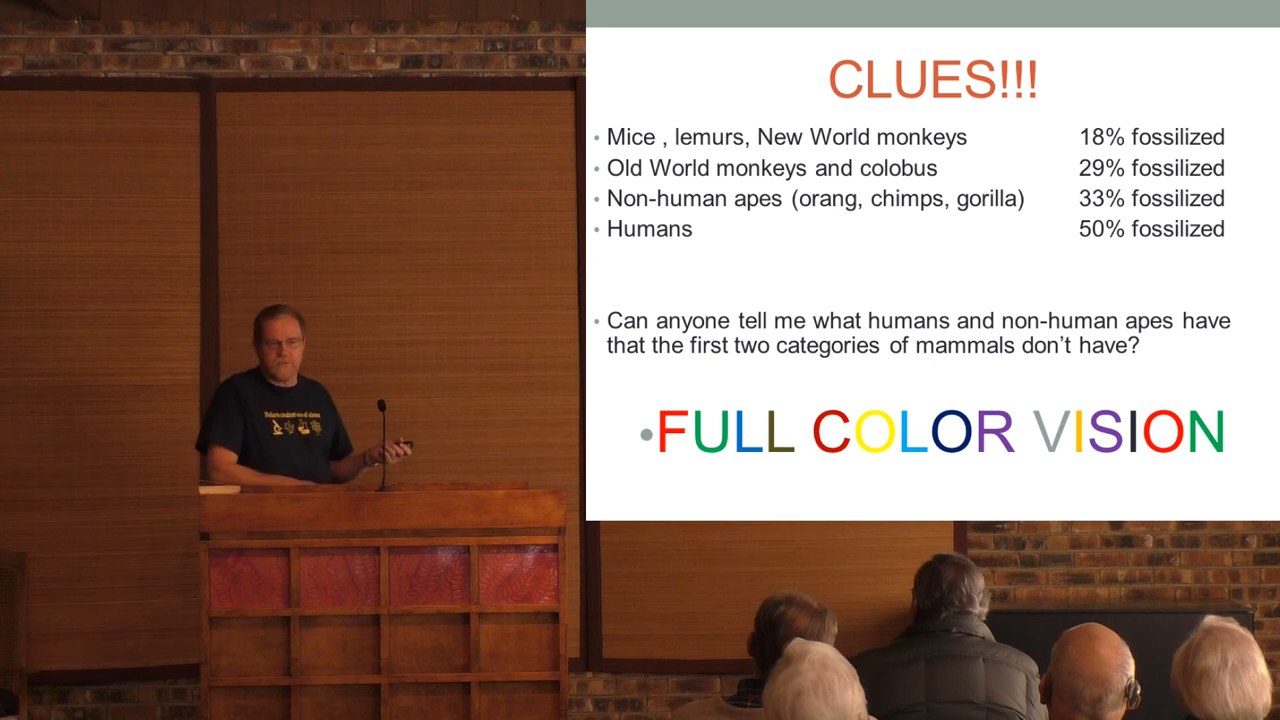 CLUES!!!
• Mice , lemurs, New World monkeys 18% fossilized
• Old World monkeys and colobus 29% fossilized
• Non-human apes (orang, chimps, gorilla) 33% fossilized
• Humans 50% fossilized
• Can anyone tell me what humans and non-human apes have
that the first two categories of mammals don’t have?
• FULL COLOR VISION